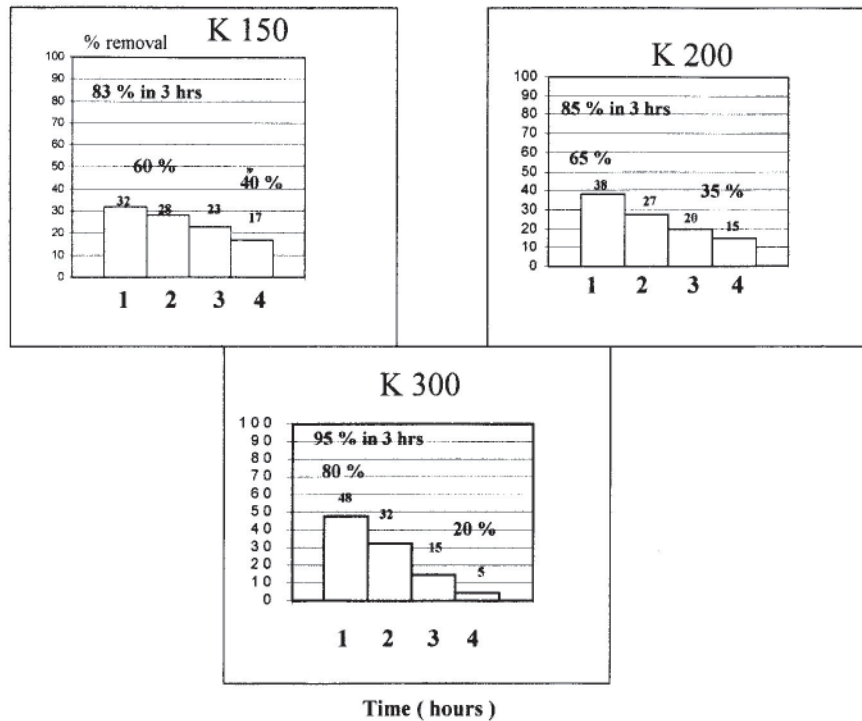 K 150
% removal
100
90
80
70
60
50
40
30
20
10
0
83 % in 3 hrs
60 %
40 %
32 28 23 17
1 2 3 4
K 200
100
90
80
70
60
50
40
30
20
10
0
85 % in 3 hrs
65 %
35 %
38 27 20 15
1 2 3 4
K 300
100
90
80
70
60
50
40
30
20
10
0
95 % in 3 hrs
80 %
20 %
48 32 15 5
1 2 3 4
Time ( hours )